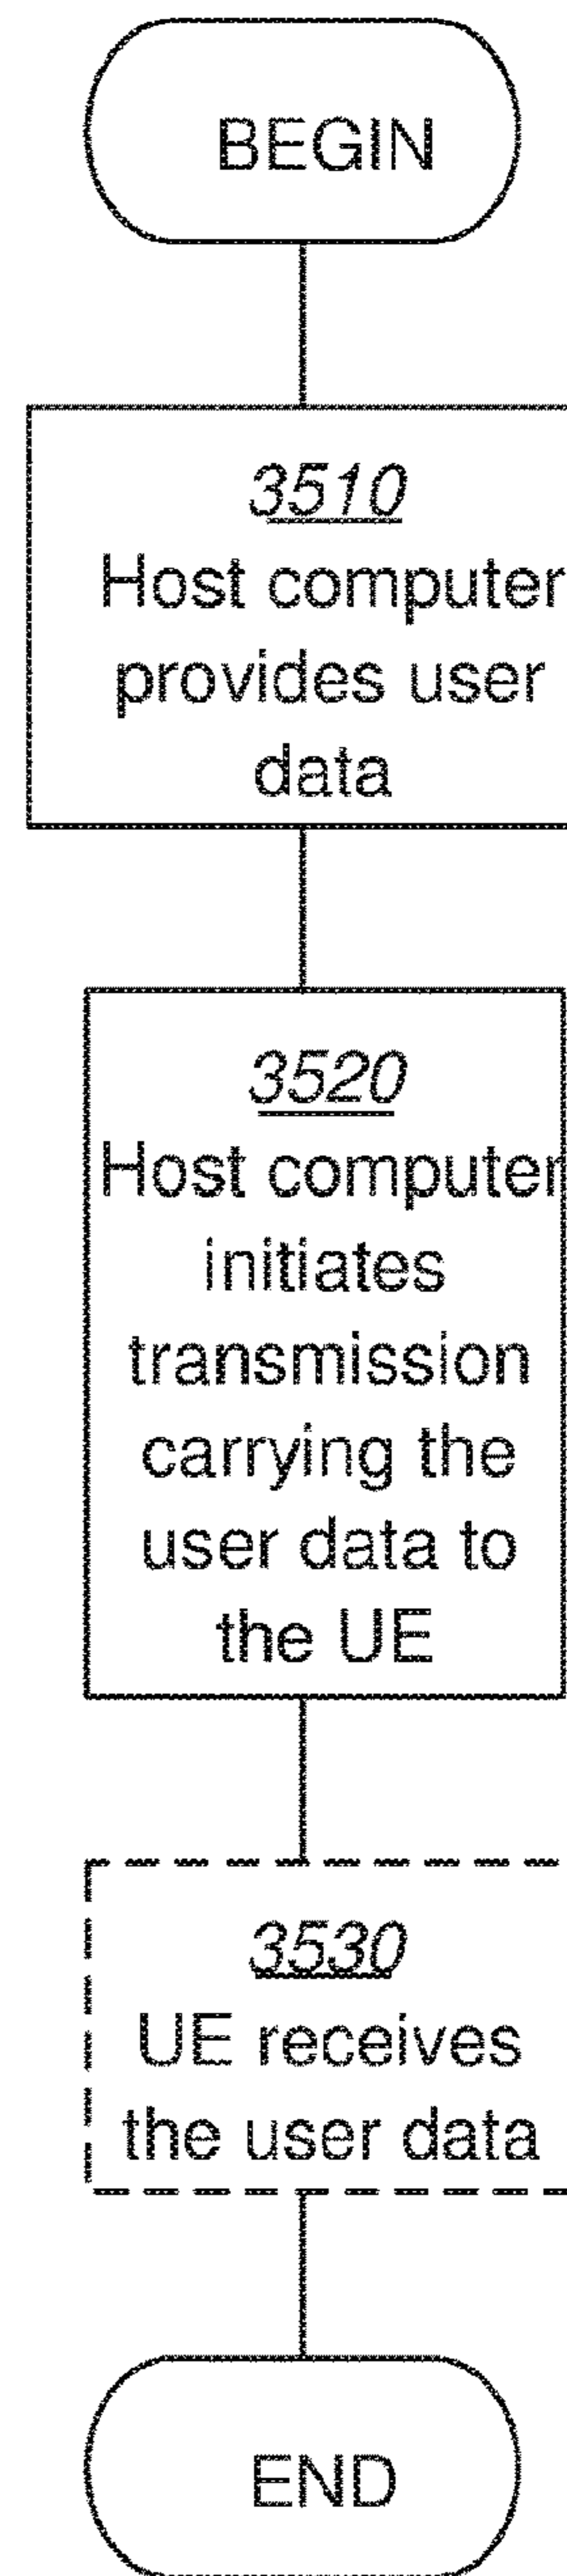 BEGIN
3510
Host computer
provides user
data
3520
Host computer
initiates
transmission
carrying the
user data to
the UE
3530
UE receives
the user data
END